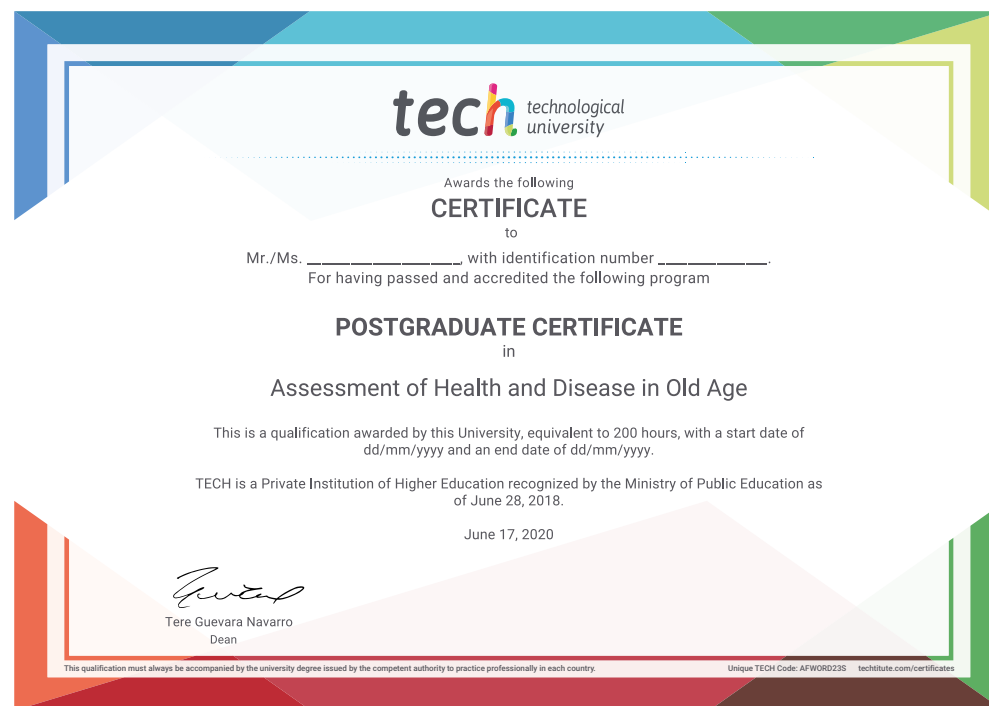 tech technological
university
Awards the following
CERTIFICATE
to
Mr./Ms. ____________________, with identification number ______________.
For having passed and accredited the following program
POSTGRADUATE CERTIFICATE
in
Assessment of Health and Disease in Old Age
This is a qualification awarded by this University, equivalent to 200 hours, with a start date of
dd/mm/yyyy and an end date of dd/mm/yyyy.
TECH is a Private Institution of Higher Education recognized by the Ministry of Public Education as
of June 28, 2018.
June 17, 2020
Tere Guevara Navarro
Dean
This qualification must always be accompanied by the university degree issued by the competent authority to practice professionally in each country.
Unique TECH Code: AFWORD23S techtitute.com/certificates